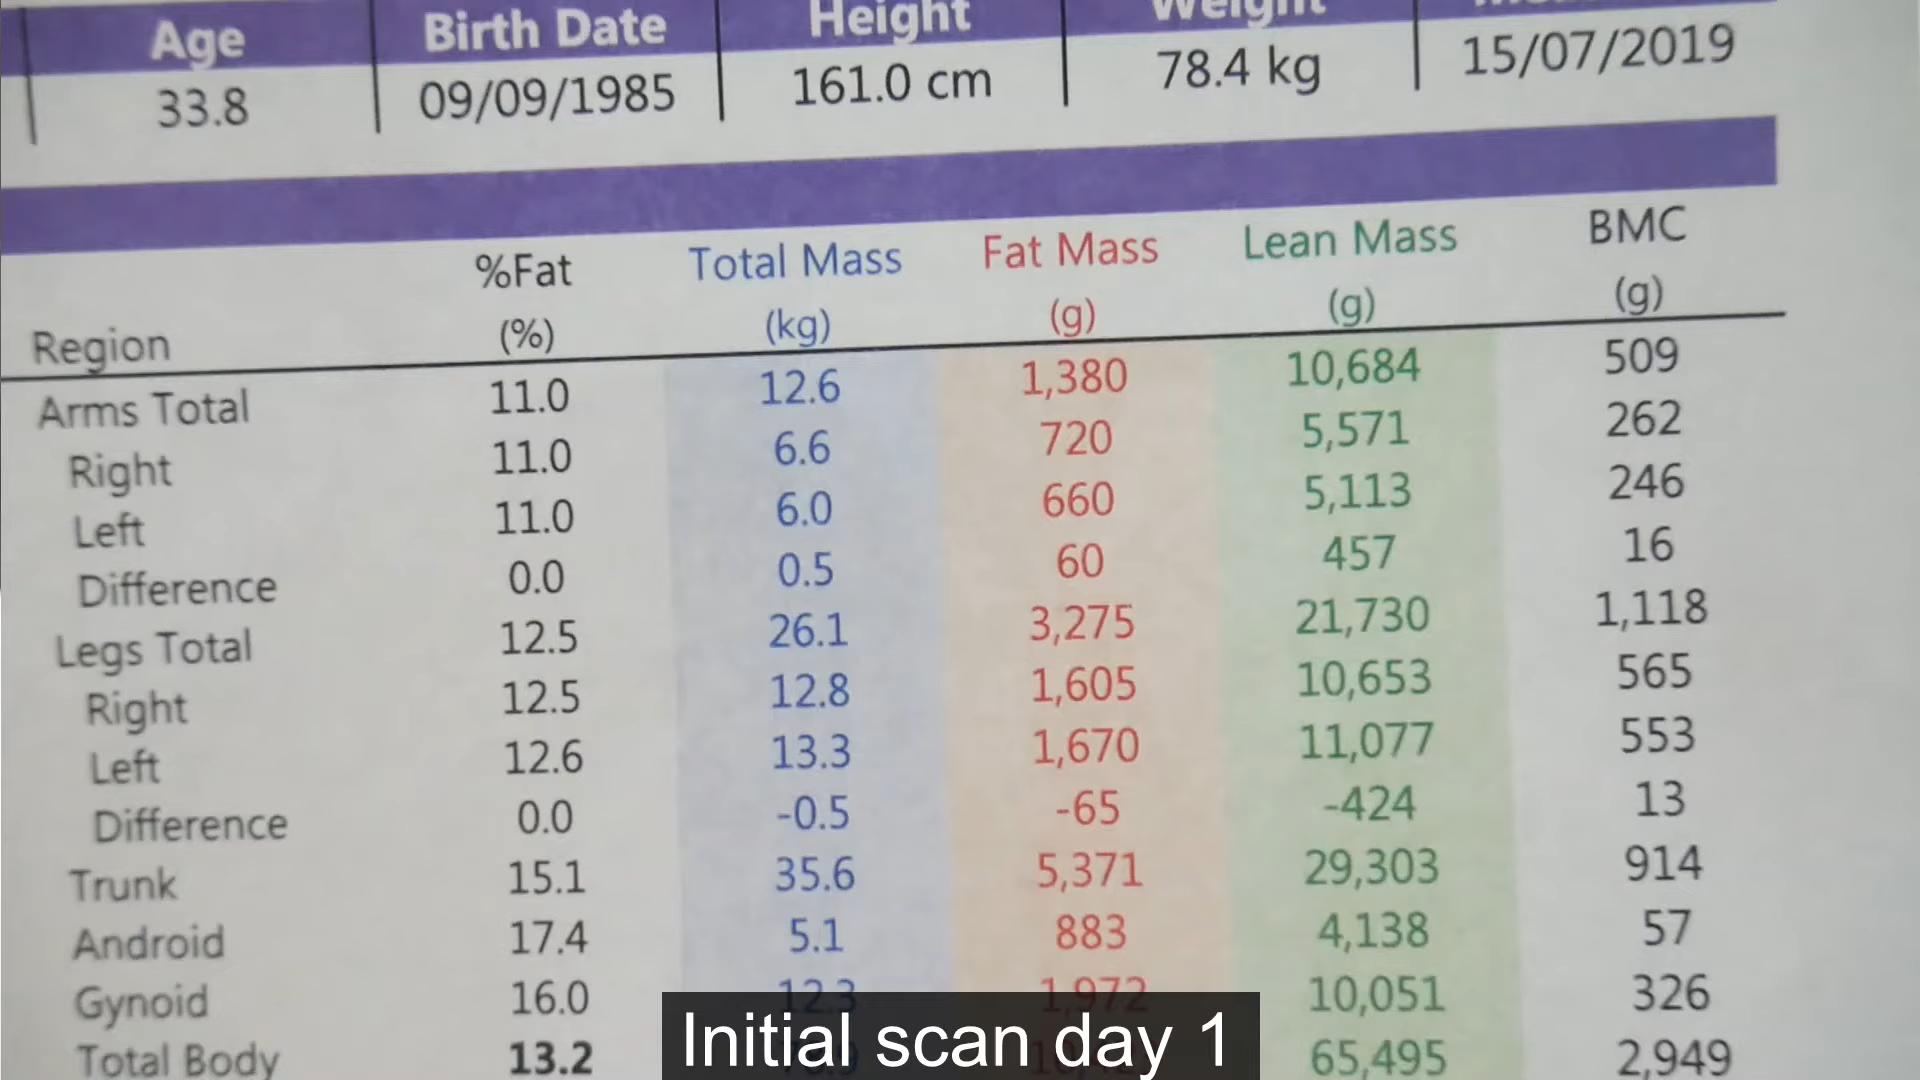 Age Birth Date Height Weight
33.8 09/09/1985 161.0 cm 78.4 kg 15/07/2019
%Fat Total Mass Fat Mass Lean Mass BMC
Region (%) (kg) (g) (g) (g)
Arms Total 11.0 12.6 1,380 10,684 509
Right 11.0 6.6 720 5,571 262
Left 11.0 6.0 660 5,113 246
Difference 0.0 0.5 60 457 16
Legs Total 12.5 26.1 3,275 21,730 1,118
Right 12.5 12.8 1,605 10,653 565
Left 12.6 13.3 1,670 11,077 553
Difference 0.0 -0.5 -65 -424 13
Trunk 15.1 35.6 5,371 29,303 914
Android 17.4 5.1 883 4,138 57
Gynoid 16.0 12.3 1,972 10,051 326
Total Body 13.2 65,495 2,949
Initial scan day 1